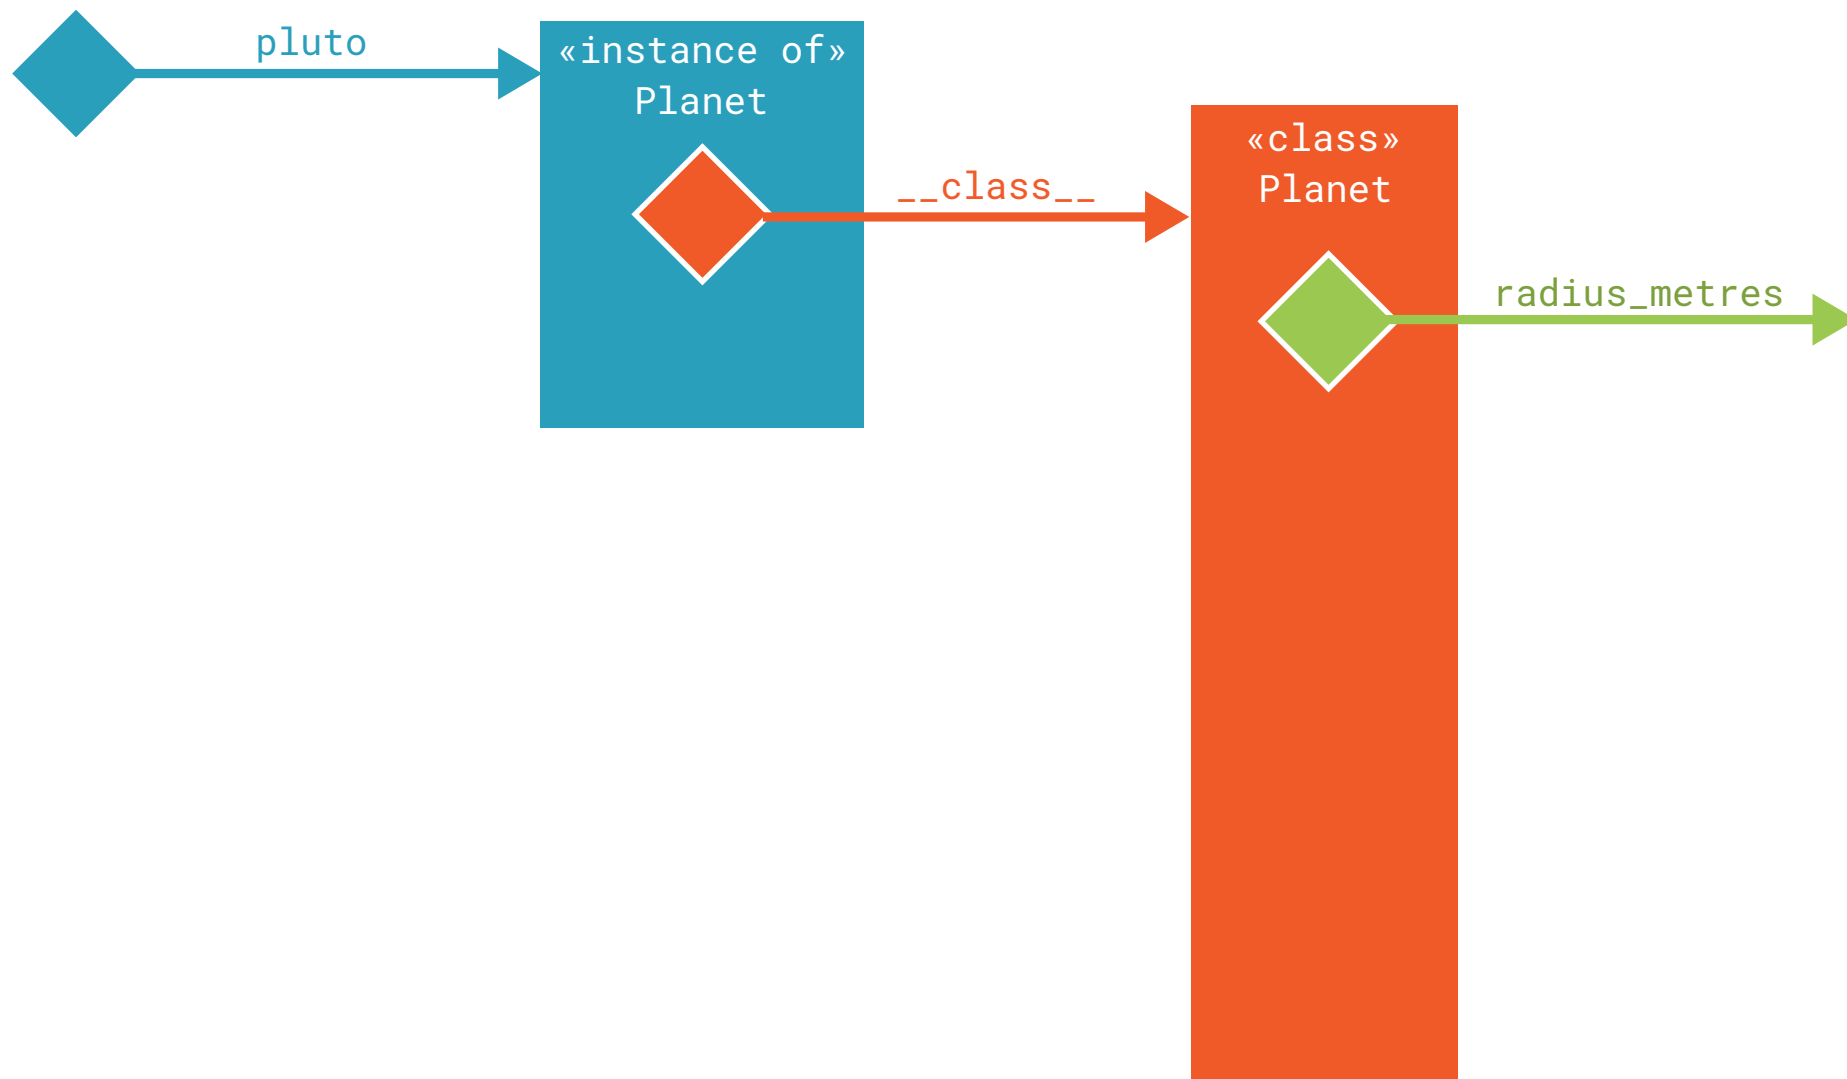 pluto
«instance of»
Planet
__class__
«class»
Planet
radius_metres